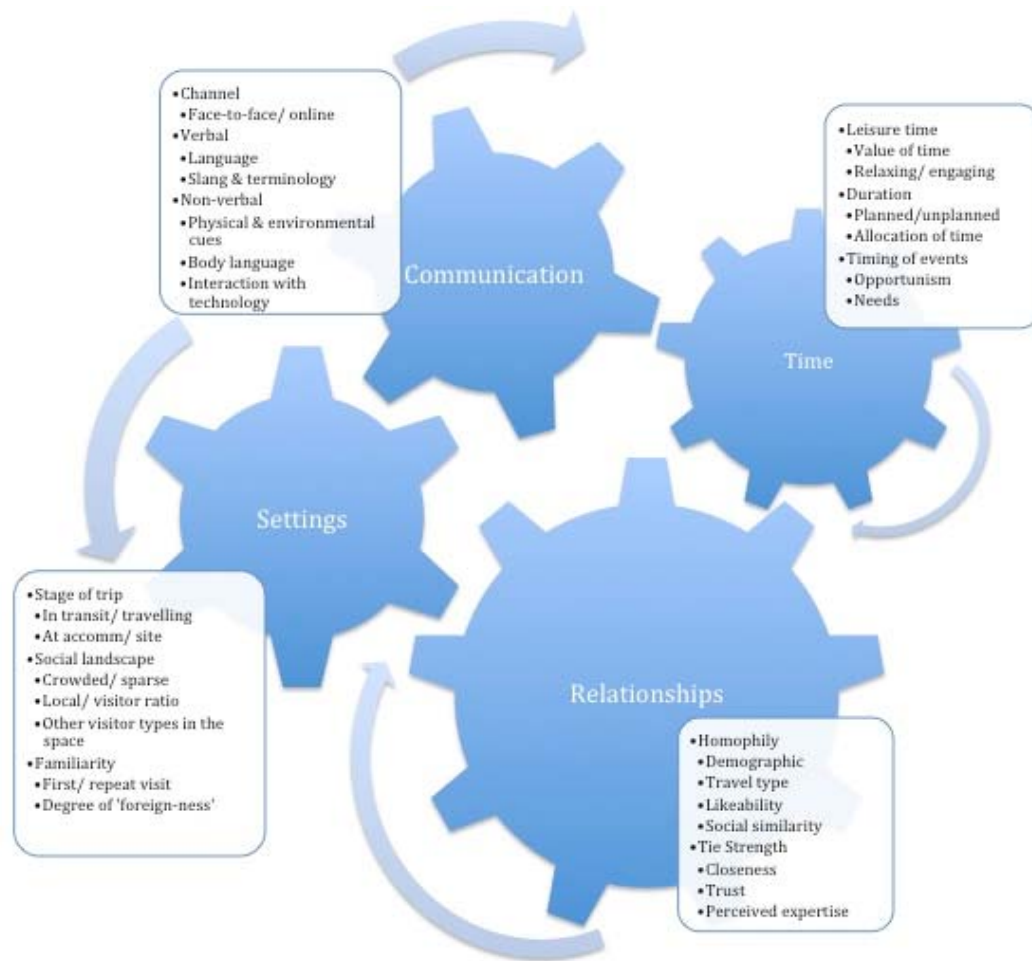 •Channel
•Face-to-face/ online
•Verbal
•Language
•Slang & terminology
•Non-verbal
•Physical & environmental
cues
•Body language
•Interaction with
technology
Communication
•Leisure time
•Value of time
•Relaxing/ engaging
•Duration
•Planned/unplanned
•Allocation of time
•Timing of events
•Opportunism
•Needs
Time
Settings
•Stage of trip
•In transit/ travelling
•At accomm/ site
•Social landscape
•Crowded/ sparse
•Local/ visitor ratio
•Other visitor types in the
space
•Familiarity
•First/ repeat visit
•Degree of 'foreign-ness'
Relationships
•Homophily
•Demographic
•Travel type
•Likeability
•Social similarity
•Tie Strength
•Closeness
•Trust
•Perceived expertise